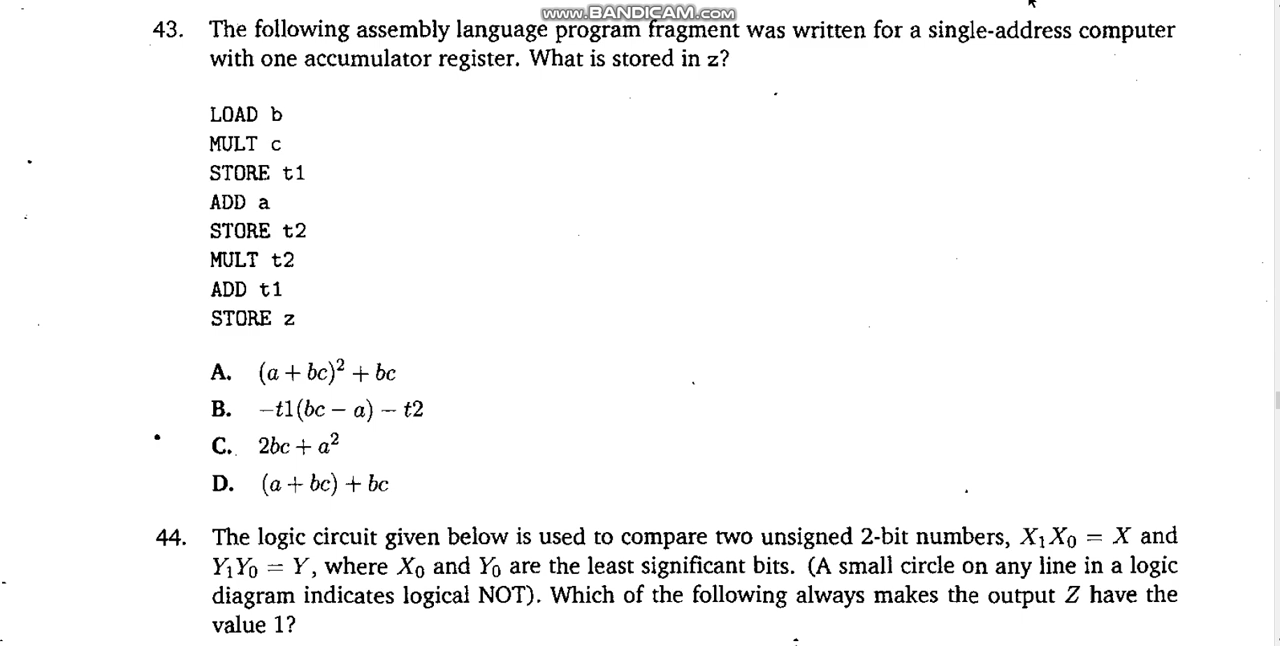 www.BANDICAM.com
43. The following assembly language program fragment was written for a single-address computer
with one accumulator register. What is stored in z?
LOAD b
MULT c
STORE t1
ADD a
STORE t2
MULT t2
ADD t1
STORE z
A. (a + bc)² + bc
B. −t1(bc − a) − t2
C. 2bc + a²
D. (a + bc) + bc
44. The logic circuit given below is used to compare two unsigned 2-bit numbers, X₁X₀ = X and
Y₁Y₀ = Y, where X₀ and Y₀ are the least significant bits. (A small circle on any line in a logic
diagram indicates logical NOT). Which of the following always makes the output Z have the
value 1?